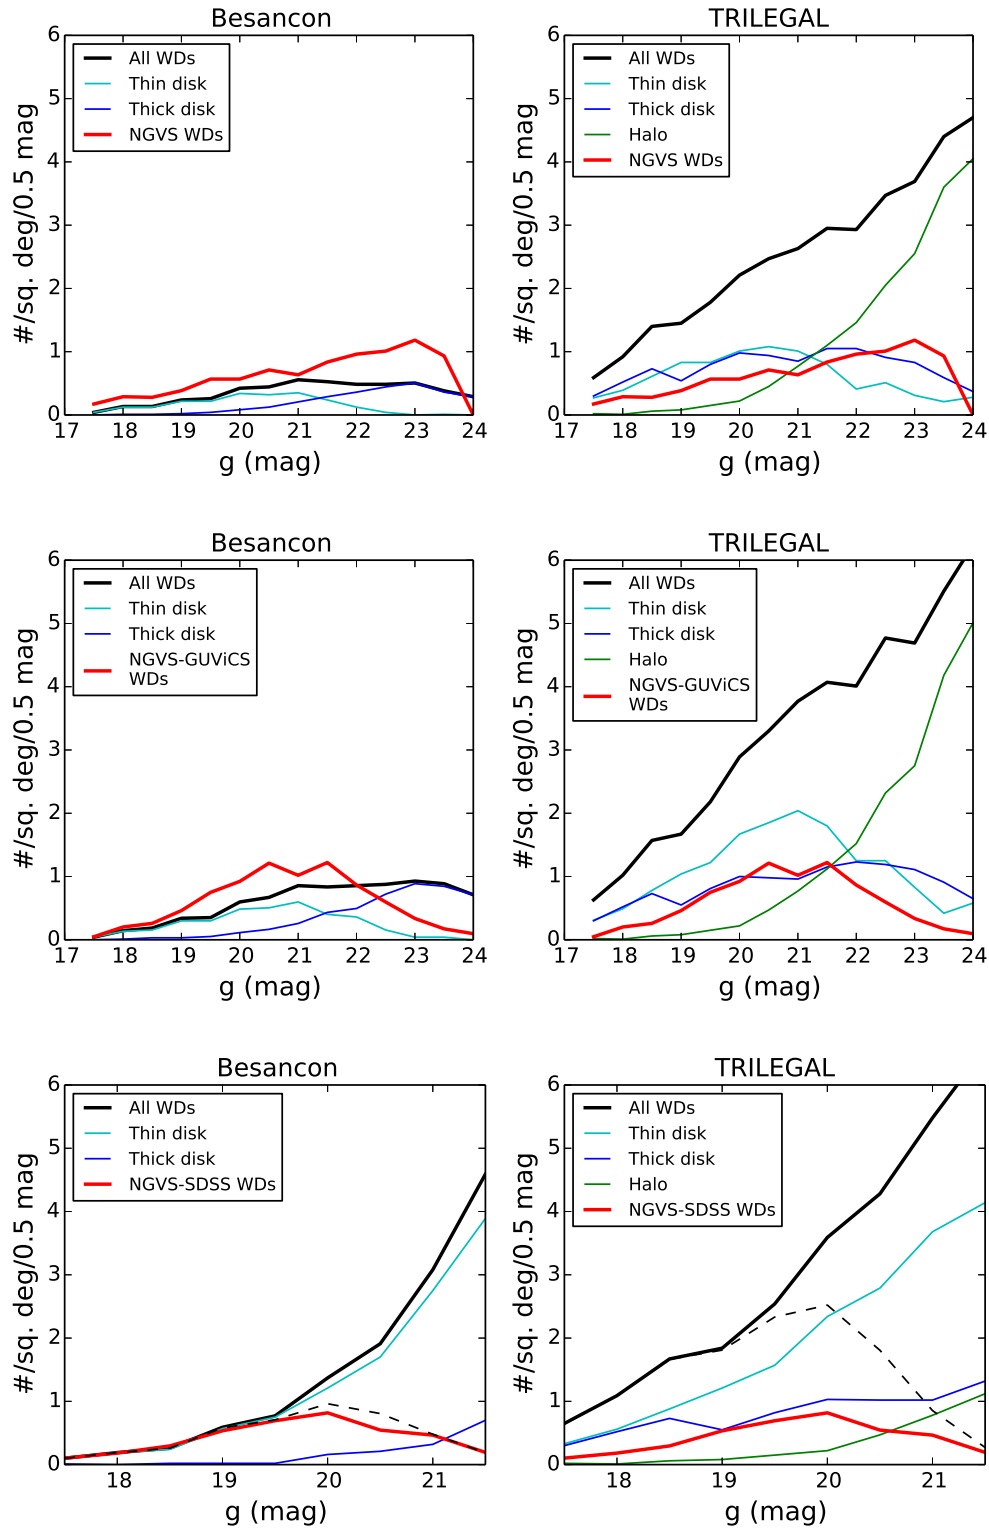 Besancon
6
5
4
3
2
1
0
#/sq. deg/0.5 mag
All WDs
Thin disk
Thick disk
NGVS WDs
17 18 19 20 21 22 23 24
g (mag)
TRILEGAL
6
5
4
3
2
1
0
#/sq. deg/0.5 mag
All WDs
Thin disk
Thick disk
Halo
NGVS WDs
17 18 19 20 21 22 23 24
g (mag)
Besancon
6
5
4
3
2
1
0
#/sq. deg/0.5 mag
All WDs
Thin disk
Thick disk
NGVS-GUViCS
WDs
17 18 19 20 21 22 23 24
g (mag)
TRILEGAL
6
5
4
3
2
1
0
#/sq. deg/0.5 mag
All WDs
Thin disk
Thick disk
Halo
NGVS-GUViCS
WDs
17 18 19 20 21 22 23 24
g (mag)
Besancon
6
5
4
3
2
1
0
#/sq. deg/0.5 mag
All WDs
Thin disk
Thick disk
NGVS-SDSS WDs
18 19 20 21
g (mag)
TRILEGAL
6
5
4
3
2
1
0
#/sq. deg/0.5 mag
All WDs
Thin disk
Thick disk
Halo
NGVS-SDSS WDs
18 19 20 21
g (mag)